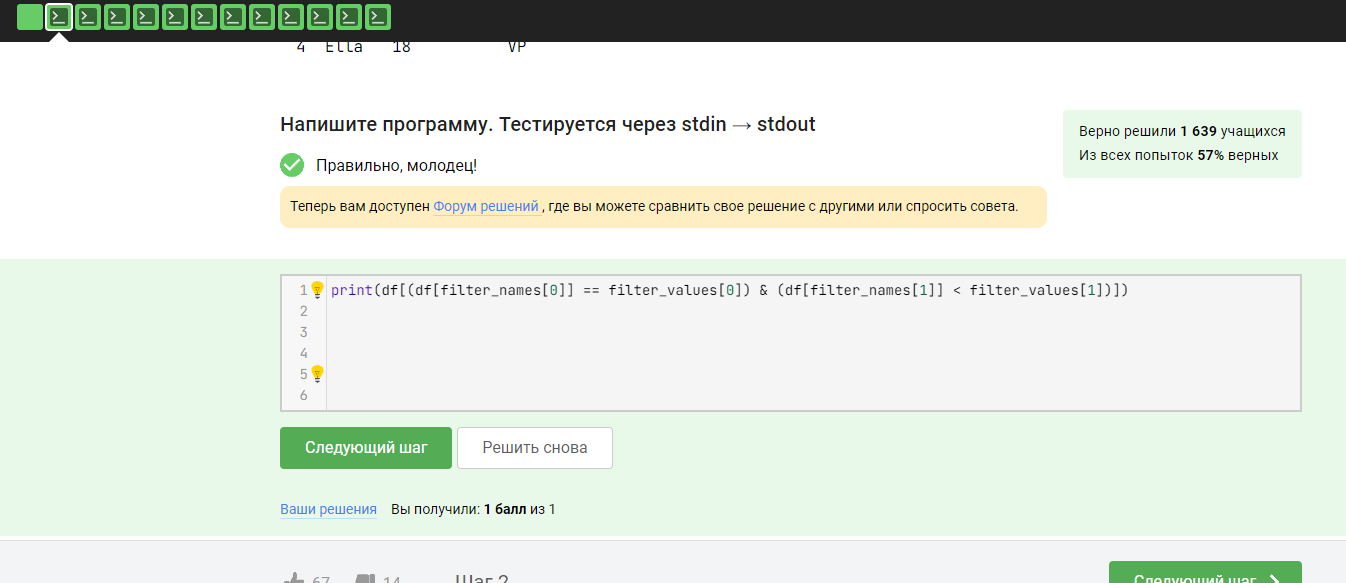 4 Ella 18 VP
Напишите программу. Тестируется через stdin → stdout
Верно решили 1 639 учащихся
Из всех попыток 57% верных
Правильно, молодец!
Теперь вам доступен Форум решений , где вы можете сравнить свое решение с другими или спросить совета.
1 print(df[(df[filter_names[0]] == filter_values[0]) & (df[filter_names[1]] < filter_values[1])])
2
3
4
5
6
Следующий шаг Решить снова
Ваши решения Вы получили: 1 балл из 1
67 14 Шаг 2 Следующий шаг